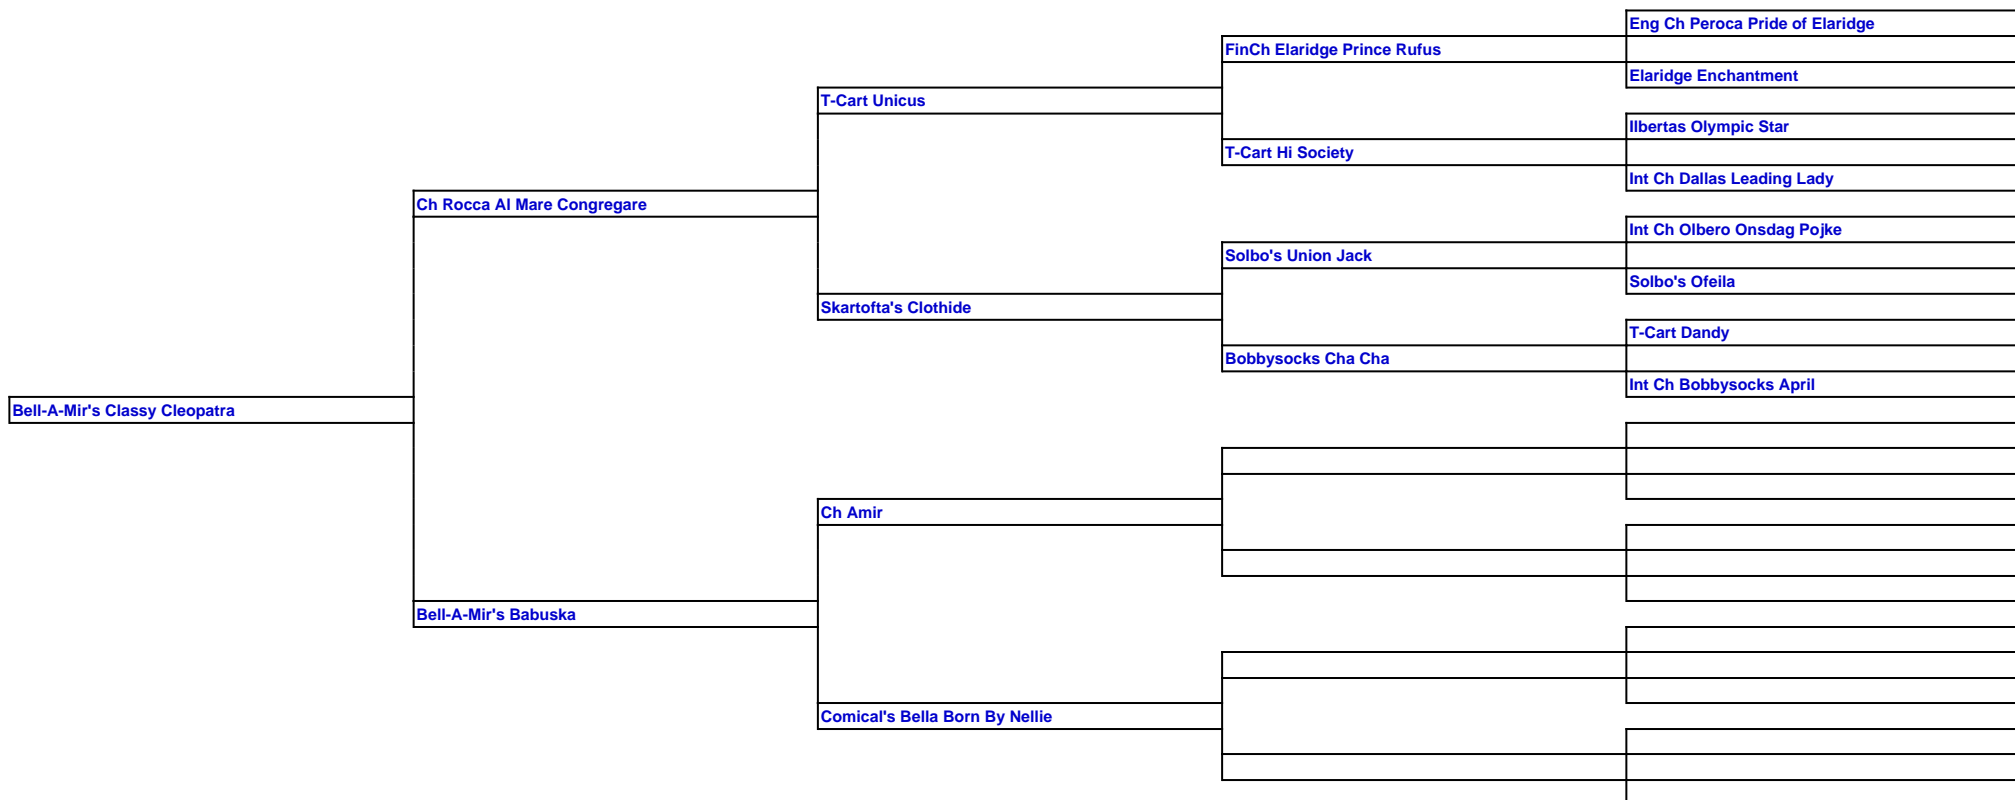 Eng Ch Peroca Pride of Elaridge
FinCh Elaridge Prince Rufus
Elaridge Enchantment
T-Cart Unicus
Ilbertas Olympic Star
T-Cart Hi Society
Int Ch Dallas Leading Lady
Ch Rocca Al Mare Congregare
Int Ch Olbero Onsdag Pojke
Solbo's Union Jack
Solbo's Ofeila
Skartofta's Clothide
T-Cart Dandy
Bobbysocks Cha Cha
Int Ch Bobbysocks April
Bell-A-Mir's Classy Cleopatra
Ch Amir
Bell-A-Mir's Babuska
Comical's Bella Born By Nellie